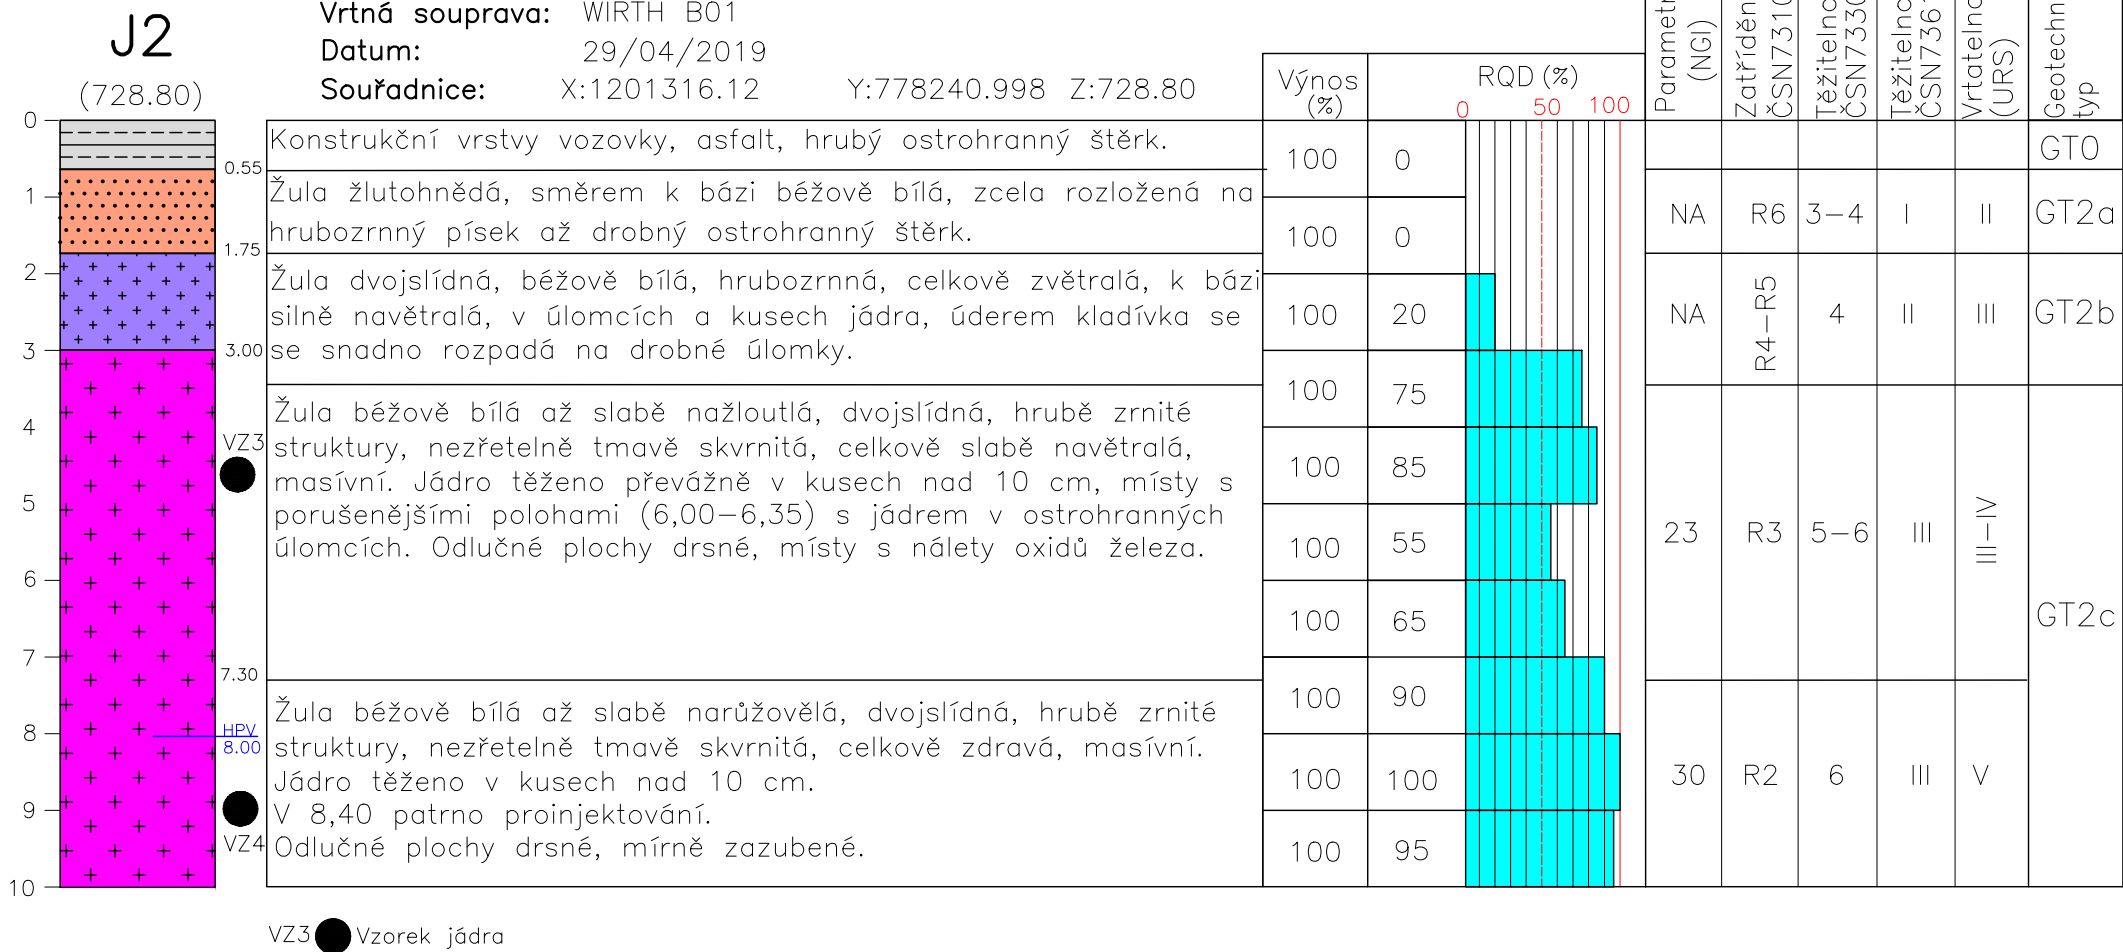 J2
(728.80)
Vrtná souprava: WIRTH B01
Datum: 29/04/2019
Souřadnice: X:1201316.12 Y:778240.998 Z:728.80
Výnos
(%)
RQD (%)
0 50 100
(NGI)
ČSN7310
ČSN7330
ČSN7361
(URS)
typ
0
1
2
3
4
5
6
7
8
9
10
0.55
1.75
3.00
VZ3
7.30
HPV
8.00
VZ4
Konstrukční vrstvy vozovky, asfalt, hrubý ostrohranný štěrk.
Žula žlutohnědá, směrem k bázi béžově bílá, zcela rozložená na
hrubozrnný písek až drobný ostrohranný štěrk.
Žula dvojslídná, béžově bílá, hrubozrnná, celkově zvětralá, k bázi
silně navětralá, v úlomcích a kusech jádra, úderem kladívka se
se snadno rozpadá na drobné úlomky.
Žula béžově bílá až slabě nažloutlá, dvojslídná, hrubě zrnité
struktury, nezřetelně tmavě skvrnitá, celkově slabě navětralá,
masívní. Jádro těženo převážně v kusech nad 10 cm, místy s
porušenějšími polohami (6,00–6,35) s jádrem v ostrohranných
úlomcích. Odlučné plochy drsné, místy s nálety oxidů železa.
Žula béžově bílá až slabě narůžovělá, dvojslídná, hrubě zrnité
struktury, nezřetelně tmavě skvrnitá, celkově zdravá, masívní.
Jádro těženo v kusech nad 10 cm.
V 8,40 patrno proinjektování.
Odlučné plochy drsné, mírně zazubené.
100 0
100 0
100 20
100 75
100 85
100 55
100 65
100 90
100 100
100 95
GT0
NA R6 3–4 I II GT2a
NA R4–R5 4 II III GT2b
23 R3 5–6 III III–IV
GT2c
30 R2 6 III V
VZ3 Vzorek jádra